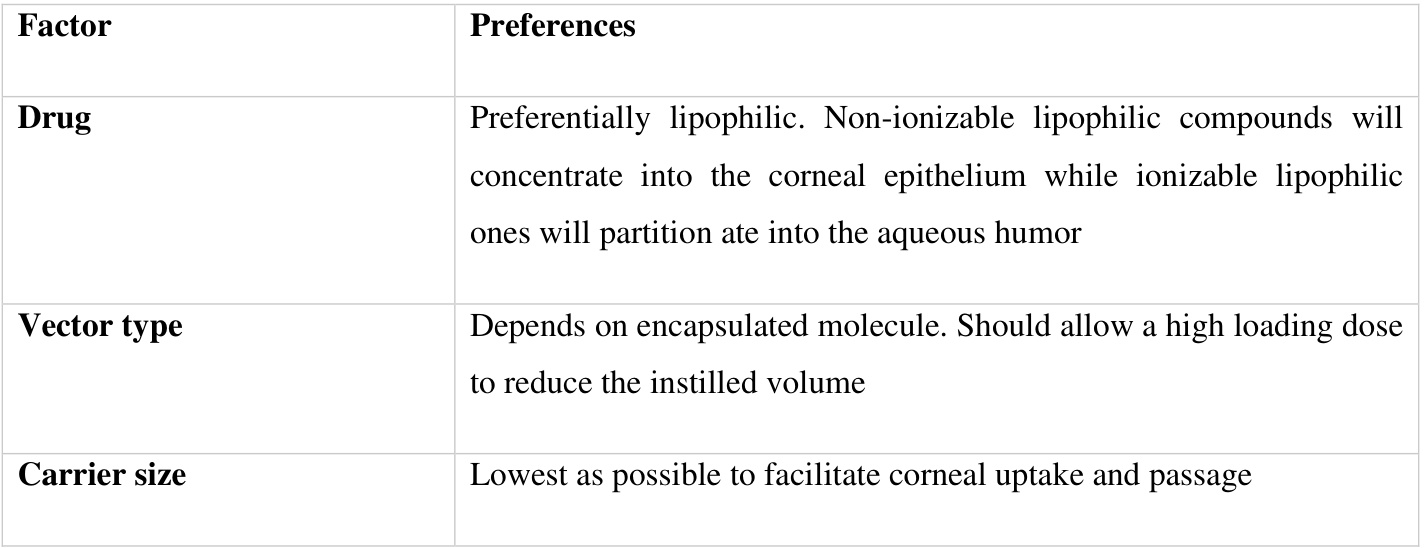 Factor Preferences
Drug Preferentially lipophilic. Non-ionizable lipophilic compounds will
concentrate into the corneal epithelium while ionizable lipophilic
ones will partition ate into the aqueous humor
Vector type Depends on encapsulated molecule. Should allow a high loading dose
to reduce the instilled volume
Carrier size Lowest as possible to facilitate corneal uptake and passage